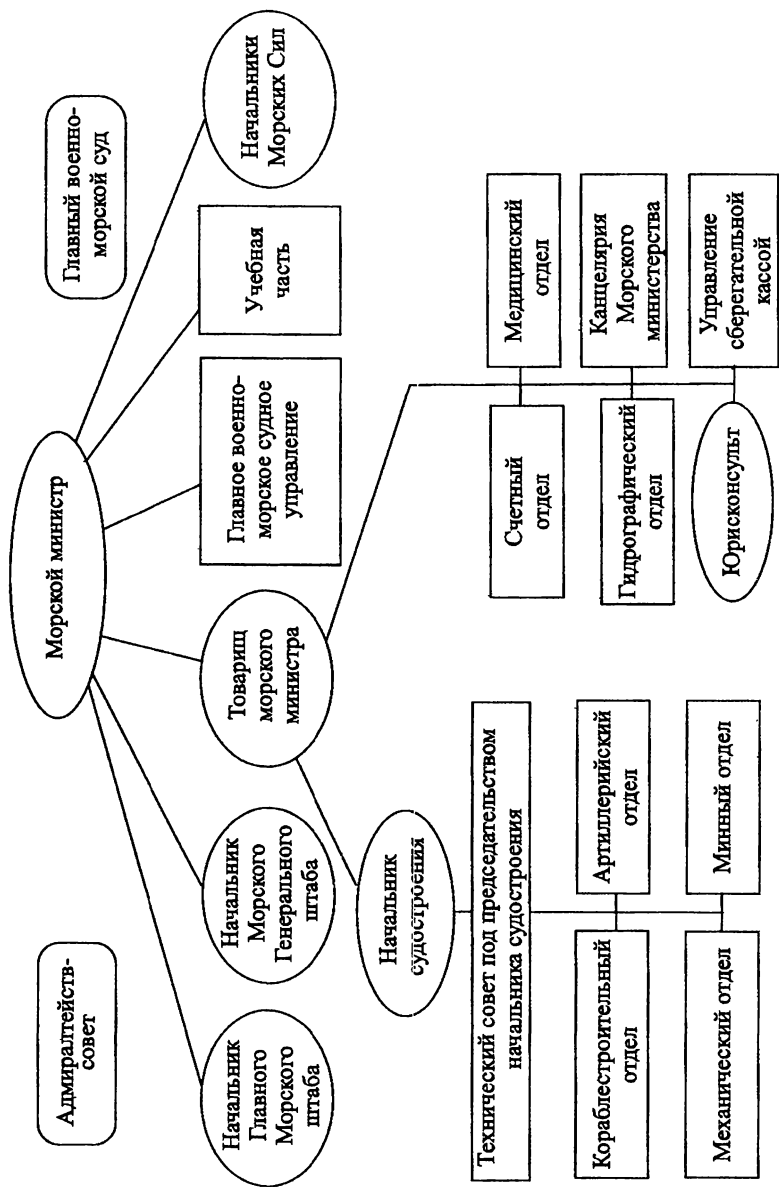 Адмиралтейств-
совет
Морской министр
Главный военно-
морской суд
Начальник
Главного
Морского
штаба
Начальник
Морского
Генерального
штаба
Товарищ
морского
министра
Главное военно-
морское судное
управление
Учебная
часть
Начальники
Морских Сил
Начальник
судостроения
Технический совет под председательством
начальника судостроения
Кораблестроительный
отдел
Артиллерийский
отдел
Механический отдел
Минный отдел
Счетный
отдел
Медицинский
отдел
Гидрографический
отдел
Канцелярия
Морского
министерства
Юрисконсульт
Управление
сберегательной
кассой